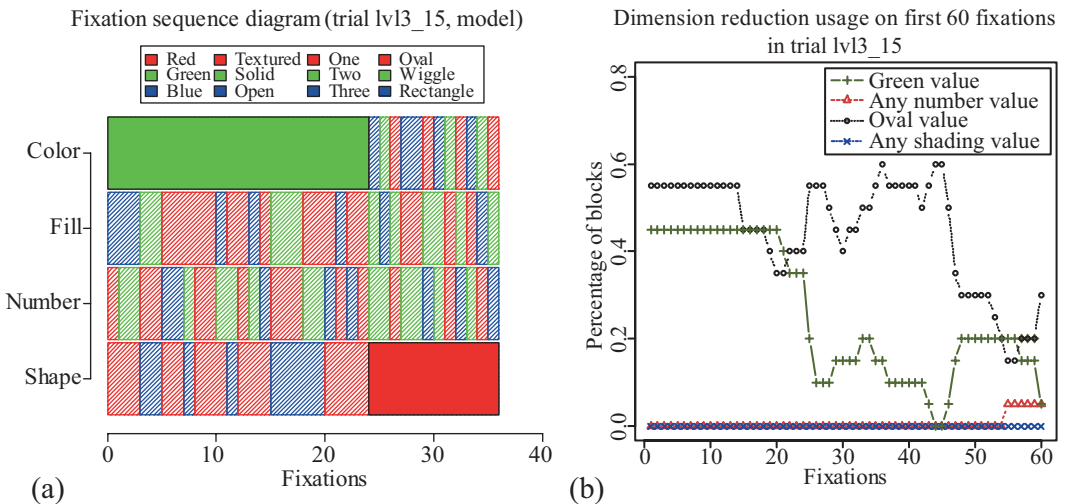 Fixation sequence diagram (trial lvl3_15, model)
Red Textured One Oval
Green Solid Two Wiggle
Blue Open Three Rectangle
Color
Fill
Number
Shape
0 10 20 30 40
Fixations
(a)
Dimension reduction usage on first 60 fixations
in trial lvl3_15
Green value
Any number value
Oval value
Any shading value
Percentage of blocks
0.8
0.6
0.4
0.2
0.0
0 10 20 30 40 50 60
Fixations
(b)